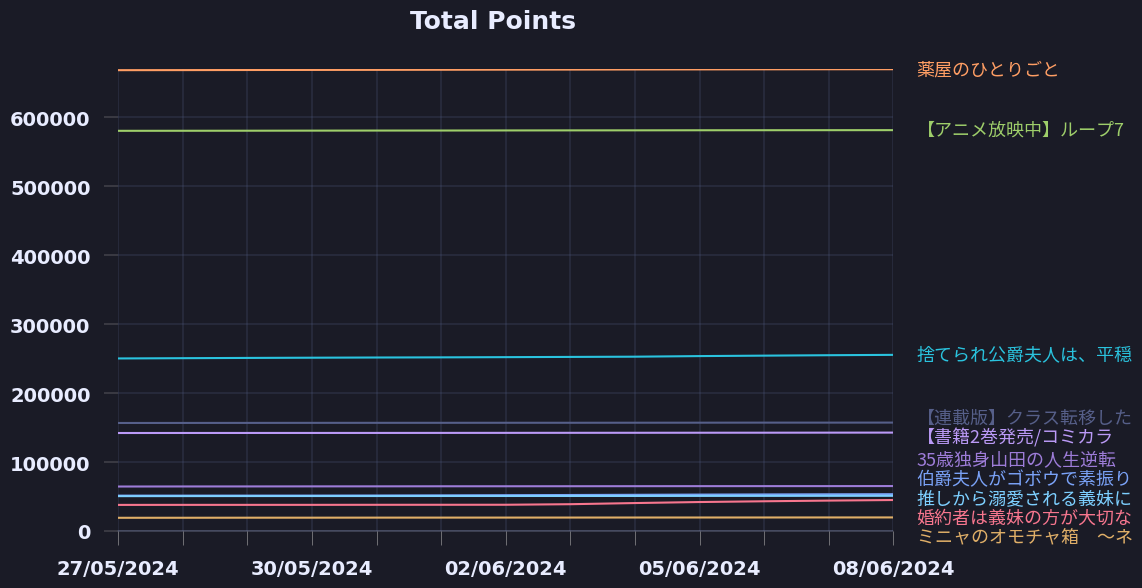 Total Points
薬屋のひとりごと
600000
【アニメ放映中】ループ7
500000
400000
300000
捨てられ公爵夫人は、平穏
200000
【連載版】クラス転移した
【書籍2巻発売/コミカラ
100000
35歳独身山田の人生逆転
伯爵夫人がゴボウで素振り
推しから溺愛される義妹に
婚約者は義妹の方が大切な
0
ミニャのオモチャ箱　～ネ
27/05/2024 30/05/2024 02/06/2024 05/06/2024 08/06/2024